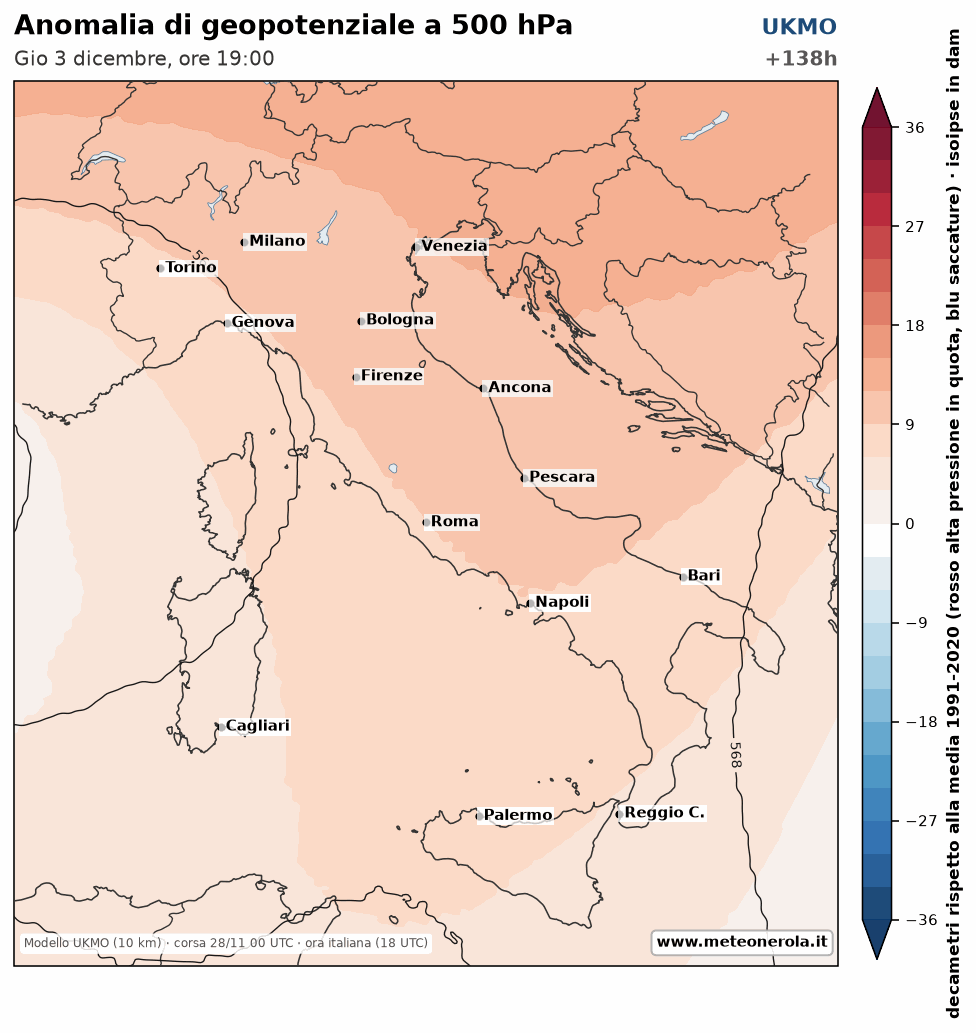 Anomalia di geopotenziale a 500 hPa
UKMO
Gio 3 dicembre, ore 19:00
+138h
Milano
Venezia
Torino
Genova
Bologna
Firenze
Ancona
Pescara
Roma
Bari
Napoli
Cagliari
568
Palermo
Reggio C.
Modello UKMO (10 km) · corsa 28/11 00 UTC · ora italiana (18 UTC)
www.meteonerola.it
36
27
18
9
0
−9
−18
−27
−36
decametri rispetto alla media 1991-2020 (rosso alta pressione in quota, blu saccature) · isoipse in dam